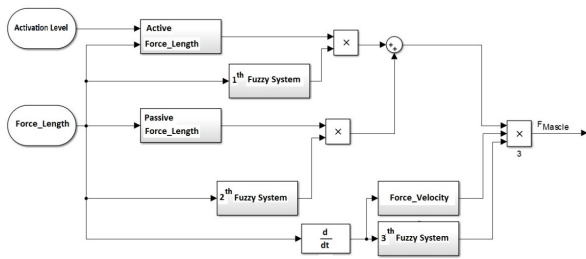 Activation Level
Active
Force_Length
×
++
1th Fuzzy System
Force_Length
Passive
Force_Length
×
×
3
FMascle
2th Fuzzy System
Force_Velocity
d
dt
3th Fuzzy System